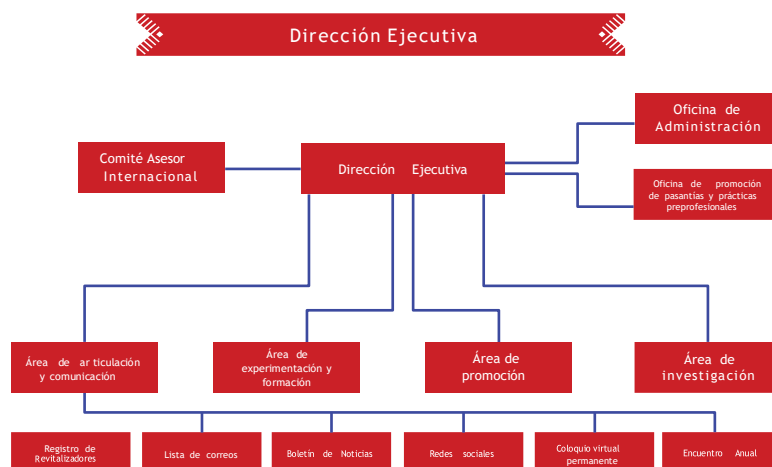 Dirección Ejecutiva
Oficina de
Administración
Comité Asesor
Internacional
Dirección Ejecutiva
Oficina de promoción
de pasantías y prácticas
preprofesionales
Área de articulación
y comunicación
Área de
experimentación y
formación
Área de
promoción
Área de
investigación
Registro de
Revitalizadores
Lista de correos
Boletín de Noticias
Redes sociales
Coloquio virtual
permanente
Encuentro Anual